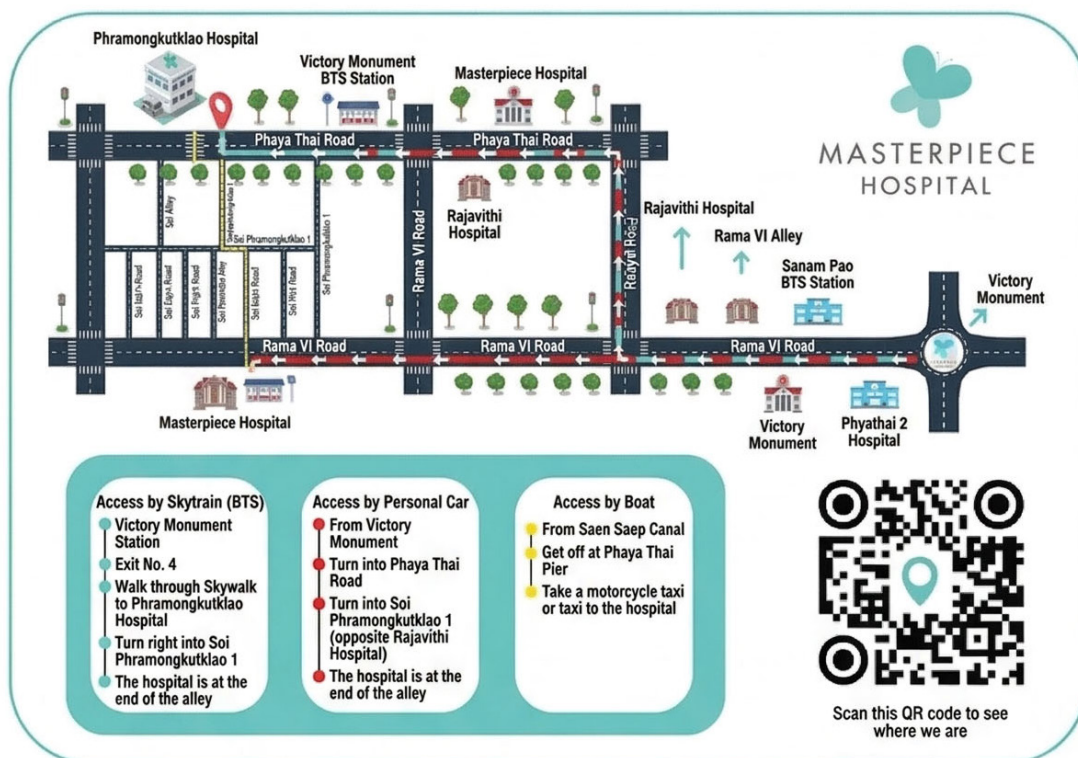 Phramongkutklao Hospital
Victory Monument
BTS Station
Masterpiece Hospital
MASTERPIECE
HOSPITAL
Phaya Thai Road
Phaya Thai Road
Rajavithi
Hospital
Rajavithi Hospital
Rama VI Alley
Sanam Pao
BTS Station
Victory
Monument
Soi Alley
Soi Phramongkutklao 1
Soi Phramongkutklao 1
Rama VI Road
Rama VI Road
Rama VI Road
Rama VI Road
Masterpiece Hospital
Victory
Monument
Phyathai 2
Hospital
Access by Skytrain (BTS)
Victory Monument
Station
Exit No. 4
Walk through Skywalk
to Phramongkutklao
Hospital
Turn right into Soi
Phramongkutklao 1
The hospital is at the
end of the alley
Access by Personal Car
From Victory
Monument
Turn into Phaya Thai
Road
Turn into Soi
Phramongkutklao 1
(opposite Rajavithi
Hospital)
The hospital is at the
end of the alley
Access by Boat
From Saen Saep Canal
Get off at Phaya Thai
Pier
Take a motorcycle taxi
or taxi to the hospital
Scan this QR code to see
where we are